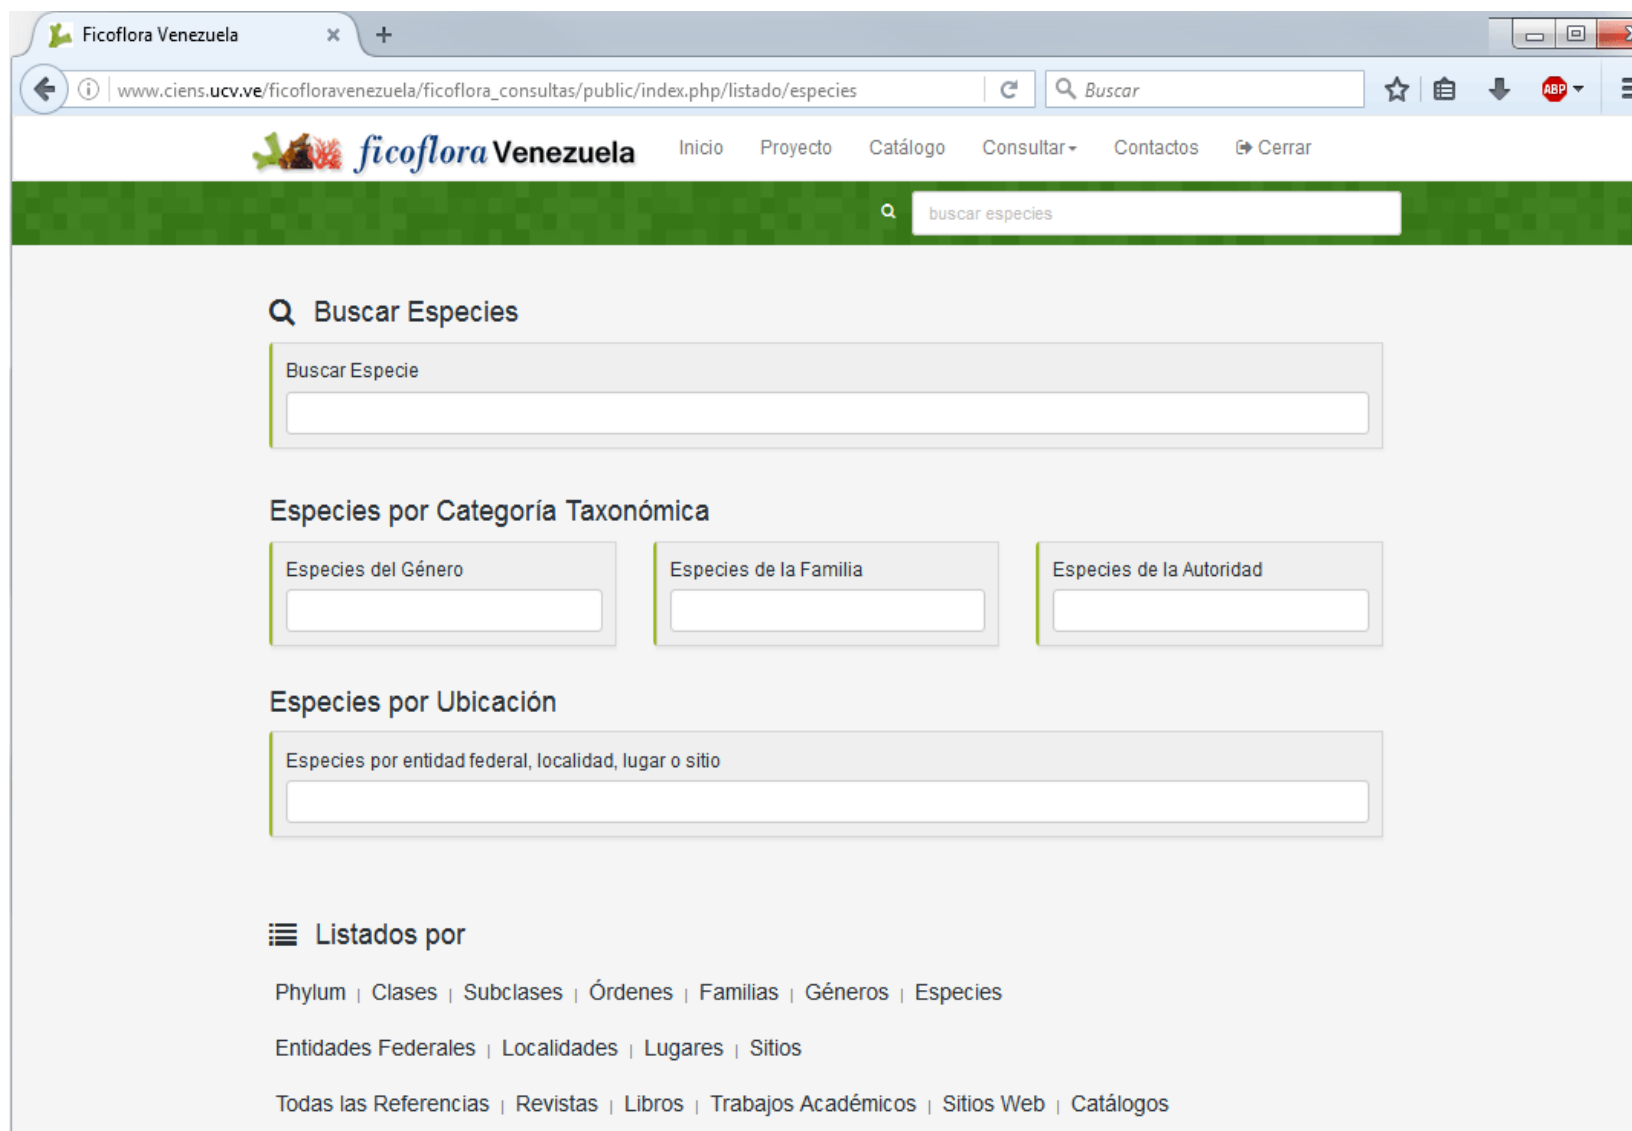 Ficoflora Venezuela
www.ciens.ucv.ve/ficofloravenezuela/ficoflora_consultas/public/index.php/listado/especies
Buscar
ABP
ficoflora Venezuela
Inicio
Proyecto
Catálogo
Consultar
Contactos
Cerrar
buscar especies
Buscar Especies
Buscar Especie
Especies por Categoría Taxonómica
Especies del Género
Especies de la Familia
Especies de la Autoridad
Especies por Ubicación
Especies por entidad federal, localidad, lugar o sitio
Listados por
Phylum | Clases | Subclases | Órdenes | Familias | Géneros | Especies
Entidades Federales | Localidades | Lugares | Sitios
Todas las Referencias | Revistas | Libros | Trabajos Académicos | Sitios Web | Catálogos